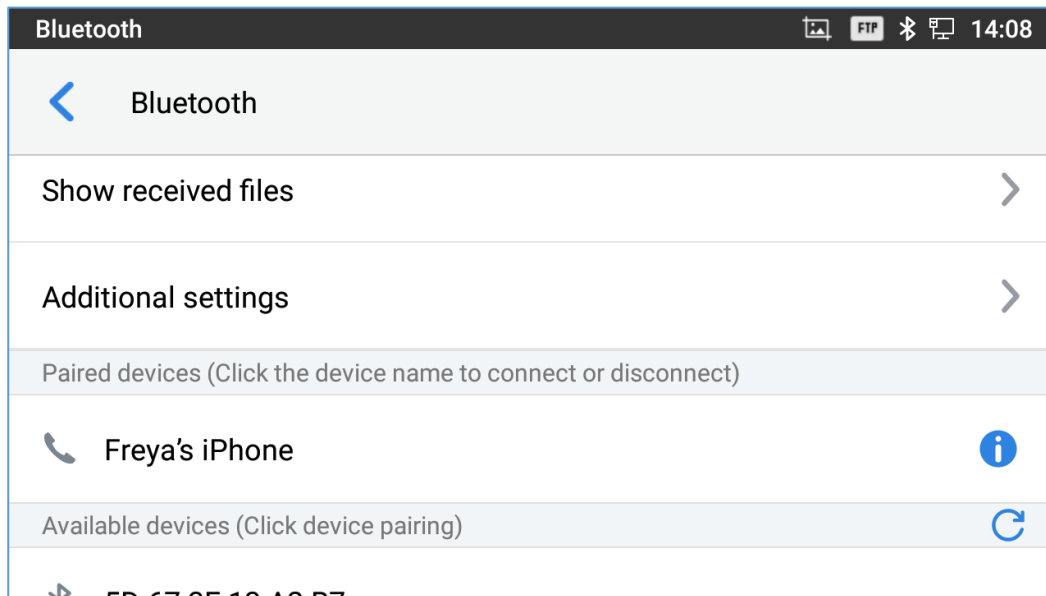 Bluetooth FTP 14:08
Bluetooth
Show received files
Additional settings
Paired devices (Click the device name to connect or disconnect)
Freya's iPhone
Available devices (Click device pairing)